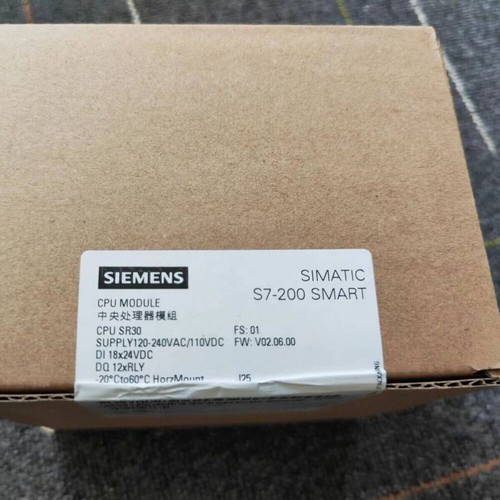 SIEMENS
SIMATIC
S7-200 SMART
CPU MODULE
中央处理器模组
CPU SR30 FS: 01
SUPPLY120-240VAC/110VDC FW: V02.06.00
DI 18x24VDC
DQ 12xRLY
-20°Cto60°C HorzMount